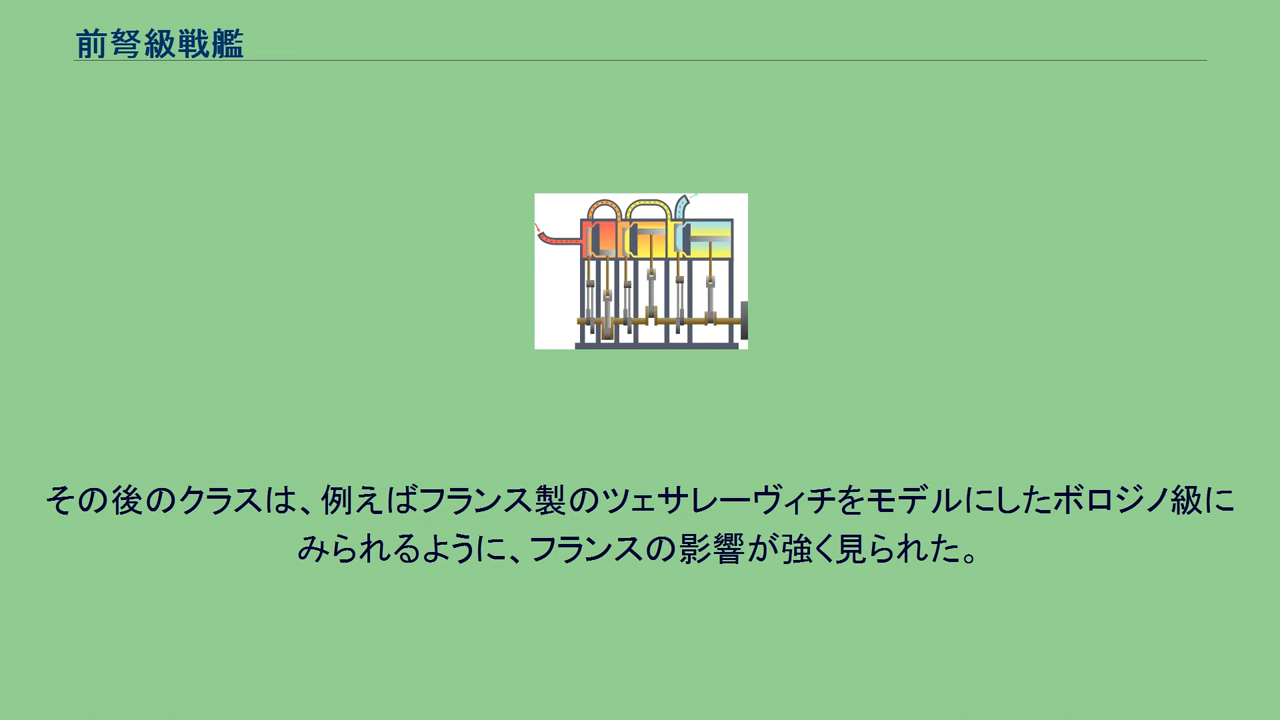 前弩級戦艦
その後のクラスは、例えばフランス製のツェサレーヴィチをモデルにしたボロジノ級に
みられるように、フランスの影響が強く見られた。